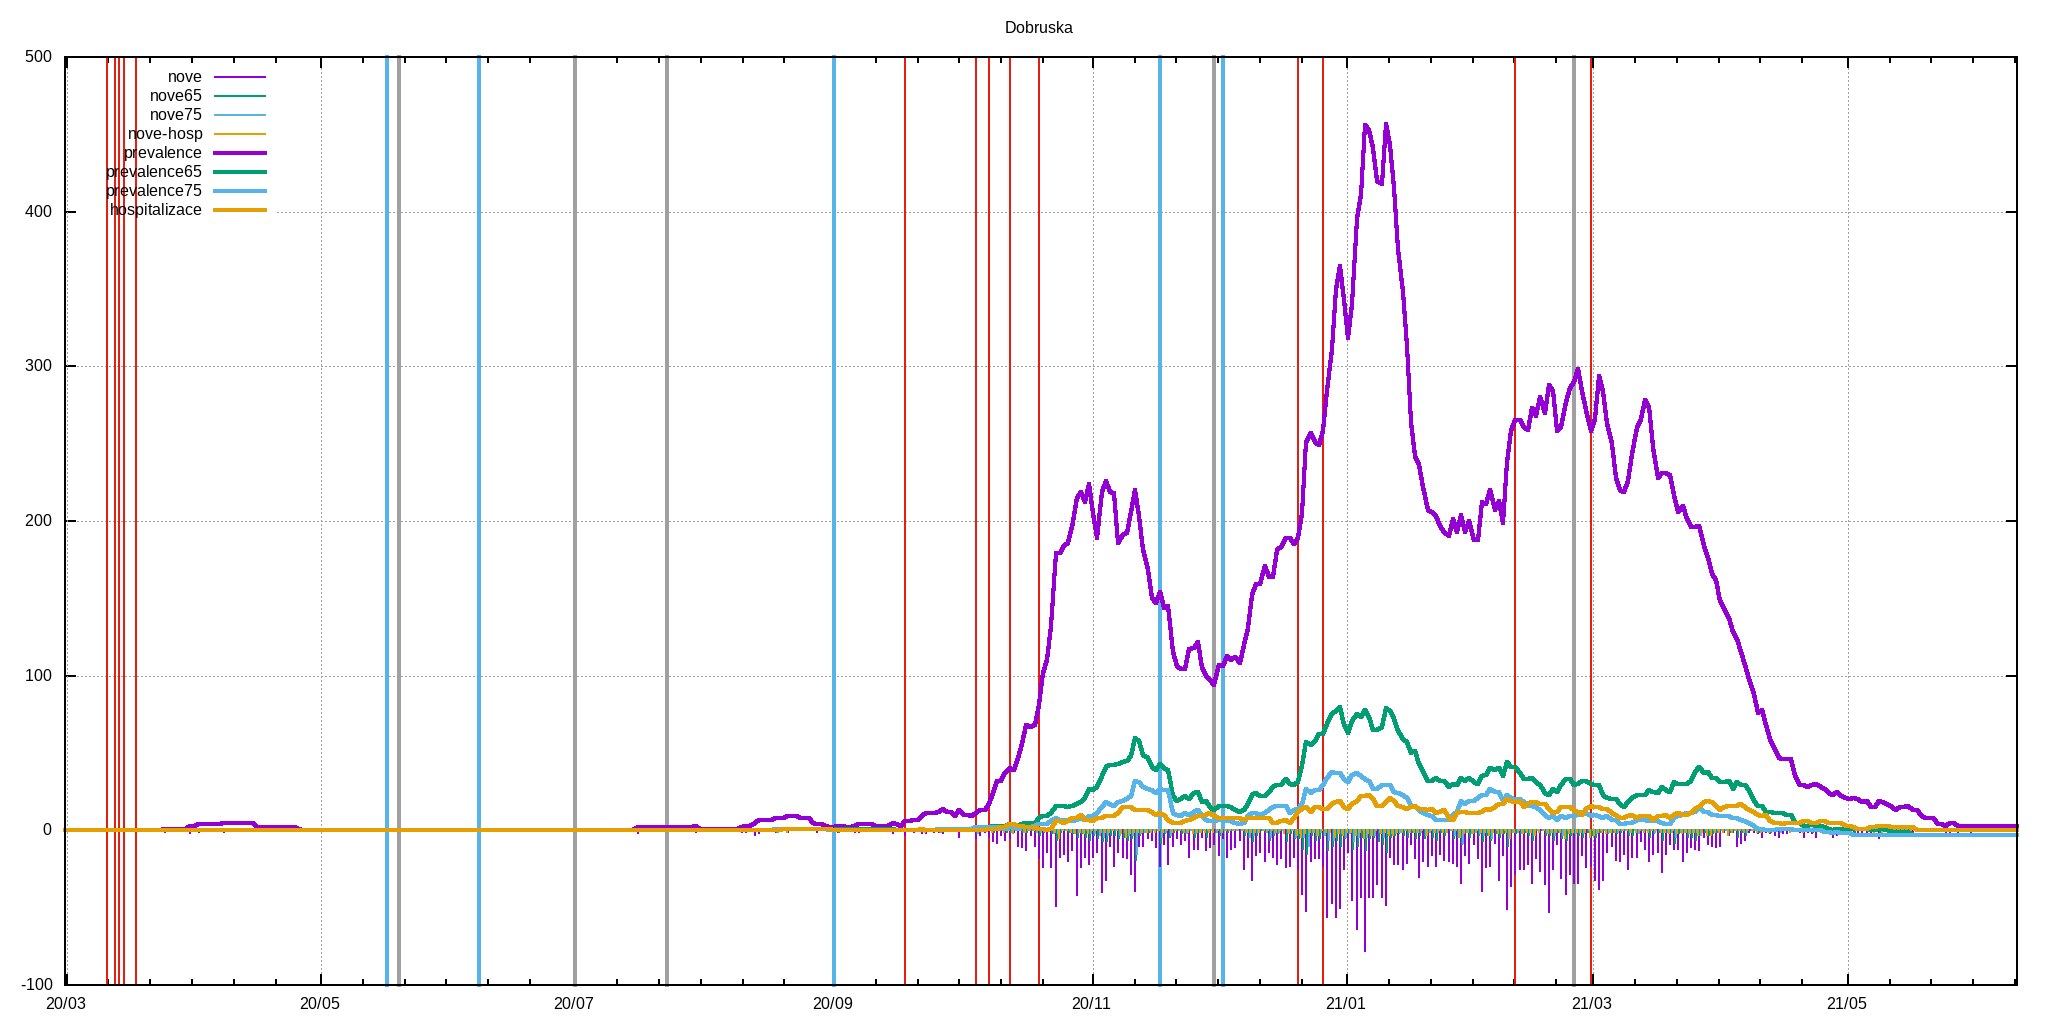 Dobruska
500
nove
nove65
nove75
nove-hosp
prevalence
prevalence65
prevalence75
hospitalizace
400
300
200
100
0
-100
20/03 20/05 20/07 20/09 20/11 21/01 21/03 21/05